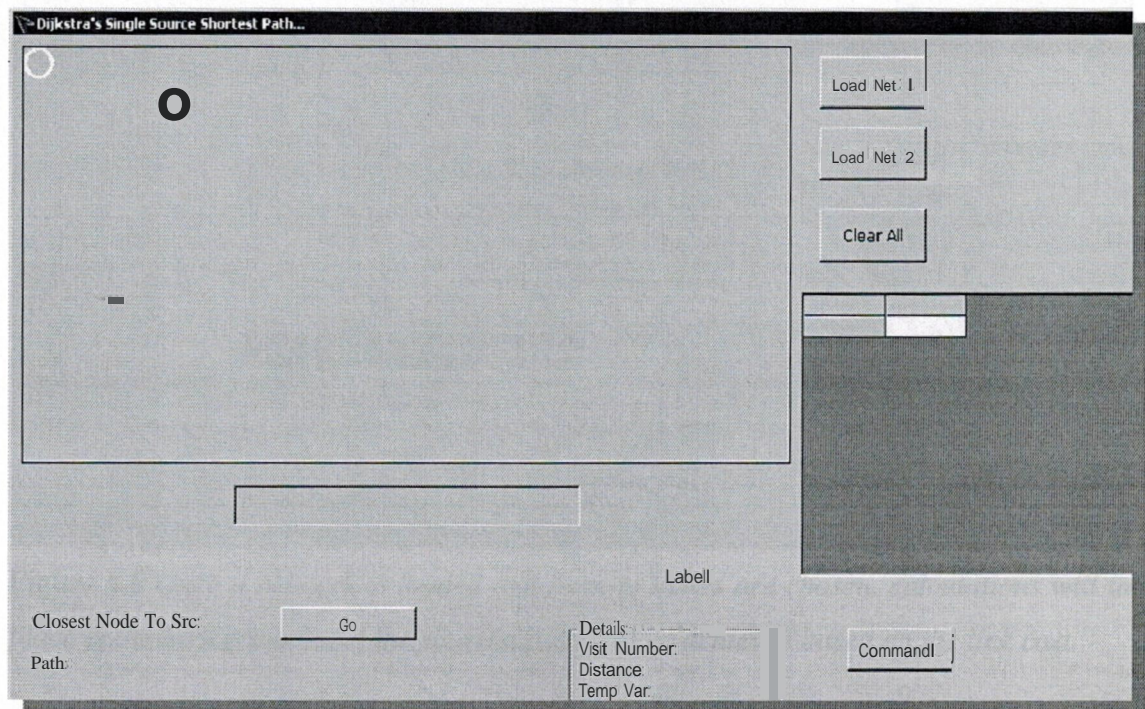 Dijkstra's Single Source Shortest Path...
O
Load Net 1
Load Net 2
Clear All
Labell
Closest Node To Src:
Go
Path:
Details:
Visit Number:
Distance:
Temp Var:
CommandI